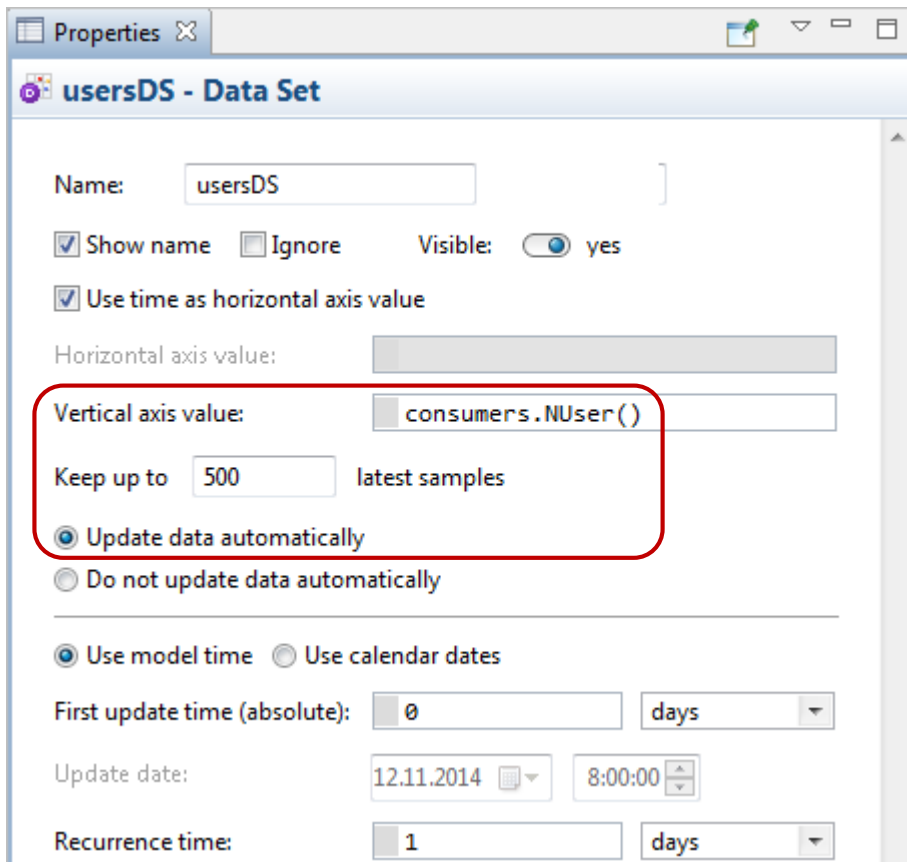 Properties
usersDS - Data Set
Name: usersDS
Show name Ignore Visible: yes
Use time as horizontal axis value
Horizontal axis value:
Vertical axis value: consumers.NUser()
Keep up to 500 latest samples
Update data automatically
Do not update data automatically
Use model time Use calendar dates
First update time (absolute): 0 days
Update date: 12.11.2014 8:00:00
Recurrence time: 1 days